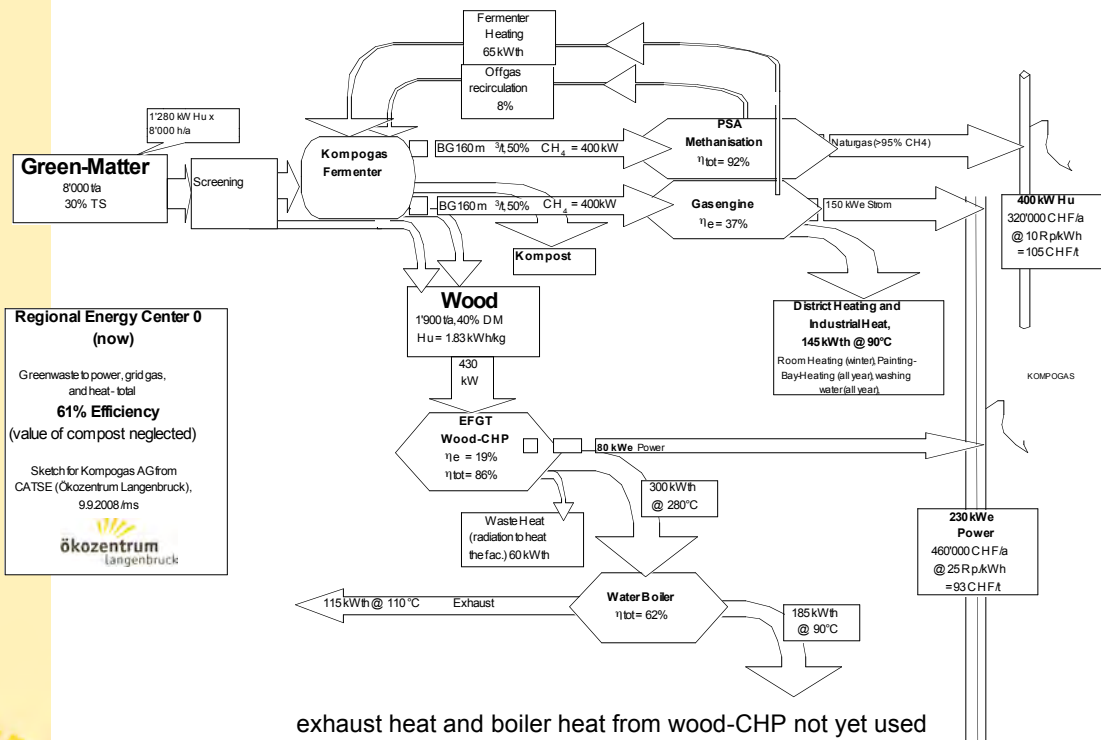 Fermenter
Heating
65 kWth
Offgas
recirculation
8%
1'280 kW Hu x
8'000 h/a
Green-Matter
8'000 t/a
30% TS
Screening
Kompogas
Fermenter
BG 160 m ³/t, 50% CH₄ = 400 kW
PSA
Methanisation
ηtot = 92%
Naturgas (>95% CH4)
BG 160 m ³/t, 50% CH₄ = 400kW
Gasengine
ηe = 37%
150 kWe Strom
400 kW Hu
320'000 CHF/a
@ 10 Rp/kWh
= 105 CHF/t
Kompost
Wood
1'900 t/a, 40% DM
Hu = 1.83 kWh/kg
District Heating and
Industrial Heat,
145 kWth @ 90°C
Room Heating (winter), Painting-
Bay-Heating (all year), washing
water (all year),
KOMPOGAS
Regional Energy Center 0
(now)
Greenwaste to power, grid gas,
and heat - total
61% Efficiency
(value of compost neglected)
Sketch for Kompogas AG from
CATSE (Ökozentrum Langenbruck),
9.9.2008 /ms
ökozentrum
langenbruck
430
kW
EFGT
Wood-CHP
ηe = 19%
ηtot = 86%
80 kWe Power
300 kWth
@ 280°C
Waste Heat
(radiation to heat
the fac.) 60 kWth
230 kWe
Power
460'000 CHF/a
@ 25 Rp/kWh
= 93 CHF/t
115 kWth @ 110 °C Exhaust
Water Boiler
ηtot = 62%
185 kWth
@ 90°C
exhaust heat and boiler heat from wood-CHP not yet used